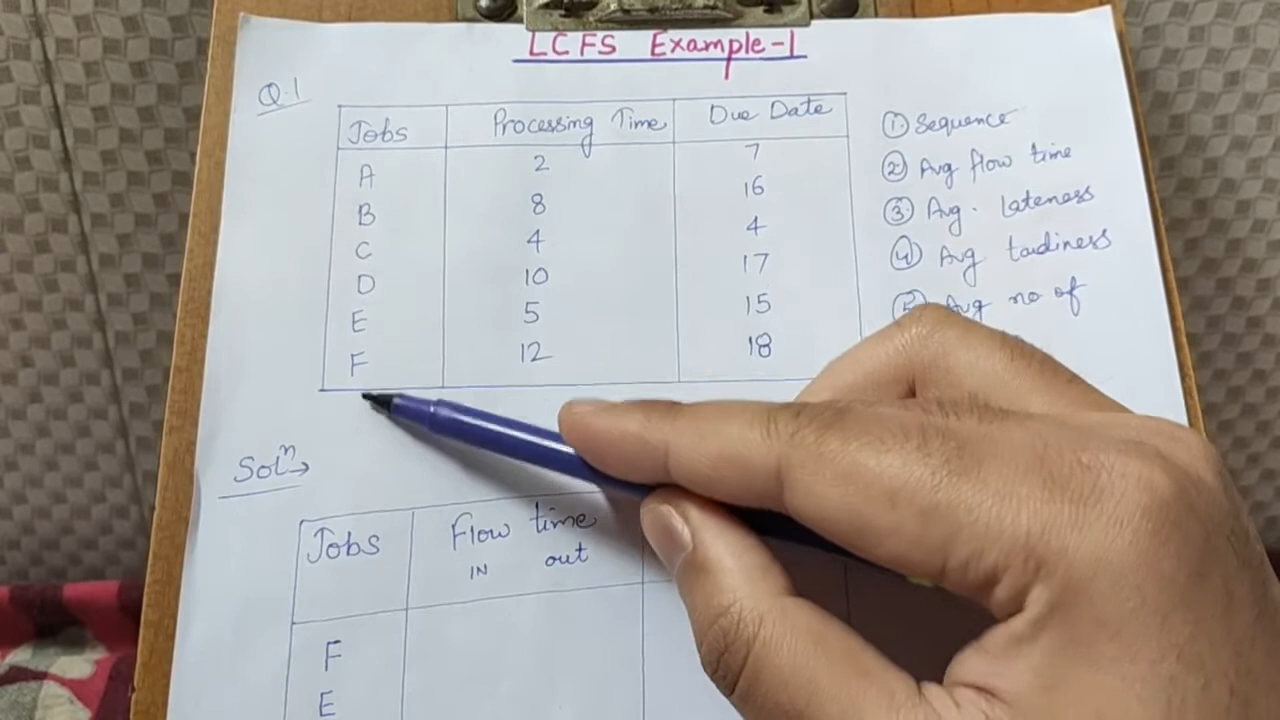 LCFS Example-1
Q.1
Jobs Processing Time Due Date
A 2 7
B 8 16
C 4 4
D 10 17
E 5 15
F 12 18
① Sequence
② Avg flow time
③ Avg. Lateness
④ Avg tardiness
⑤ Avg no of
Solⁿ→
Jobs Flow time
IN out
F
E